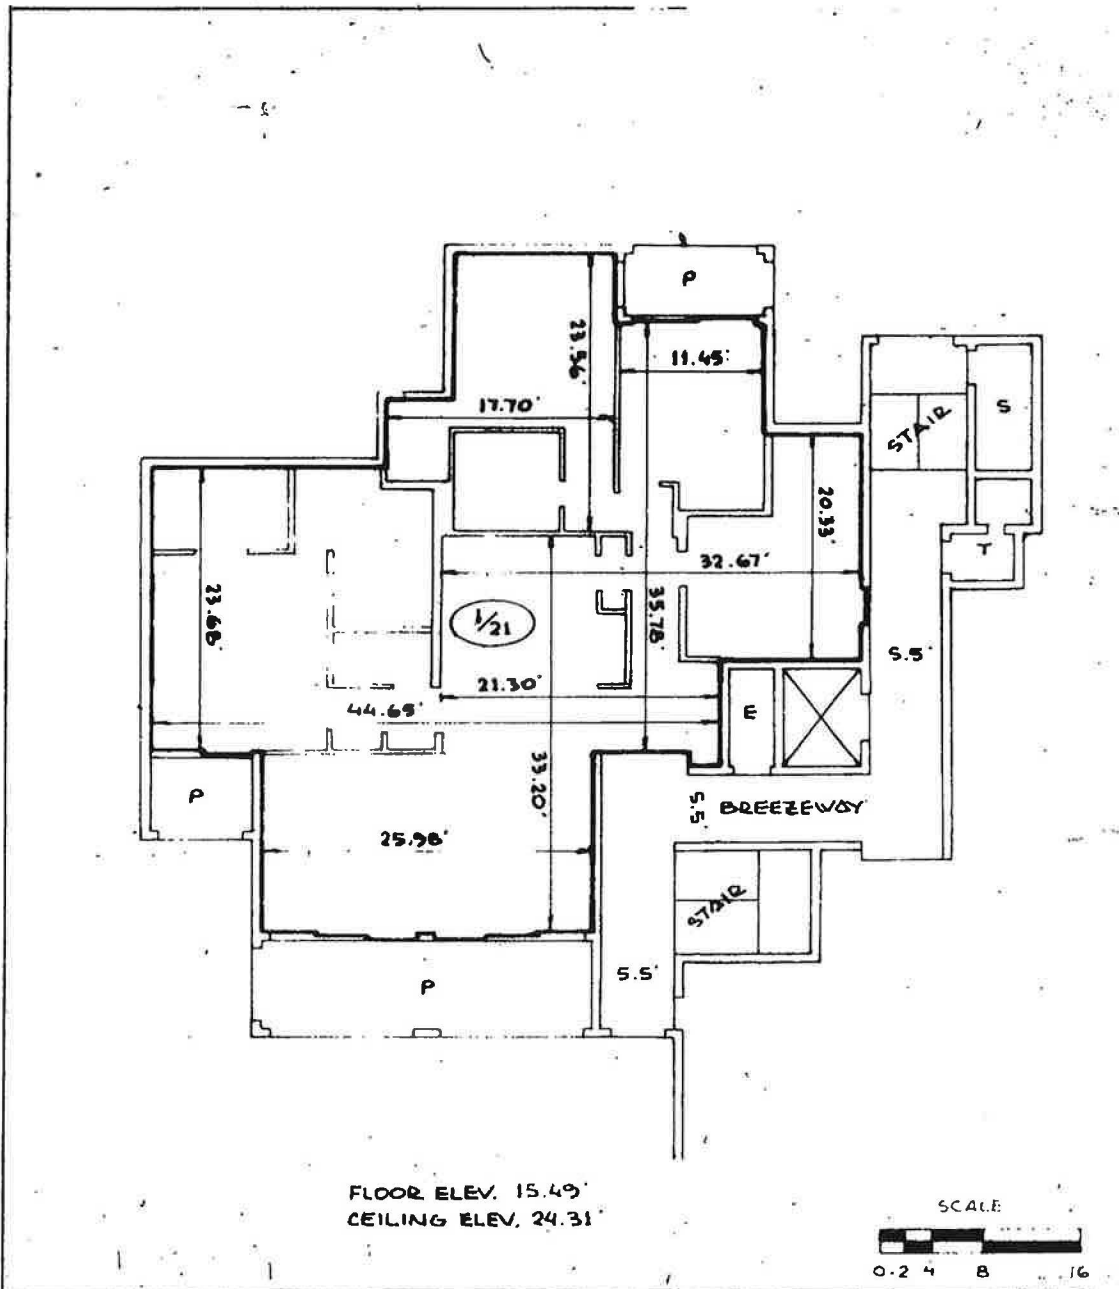 P
23.56'
11.45'
17.70'
STAIR
S
20.33'
32.67'
T
23.68'
1/21
35.78'
5.5'
21.30'
44.65'
E
33.20'
P
5.5'
BREEZEWAY
25.98'
STAIR
5.5'
P
FLOOR ELEV. 15.49'
CEILING ELEV. 24.31'
SCALE
0 2 4 8 16